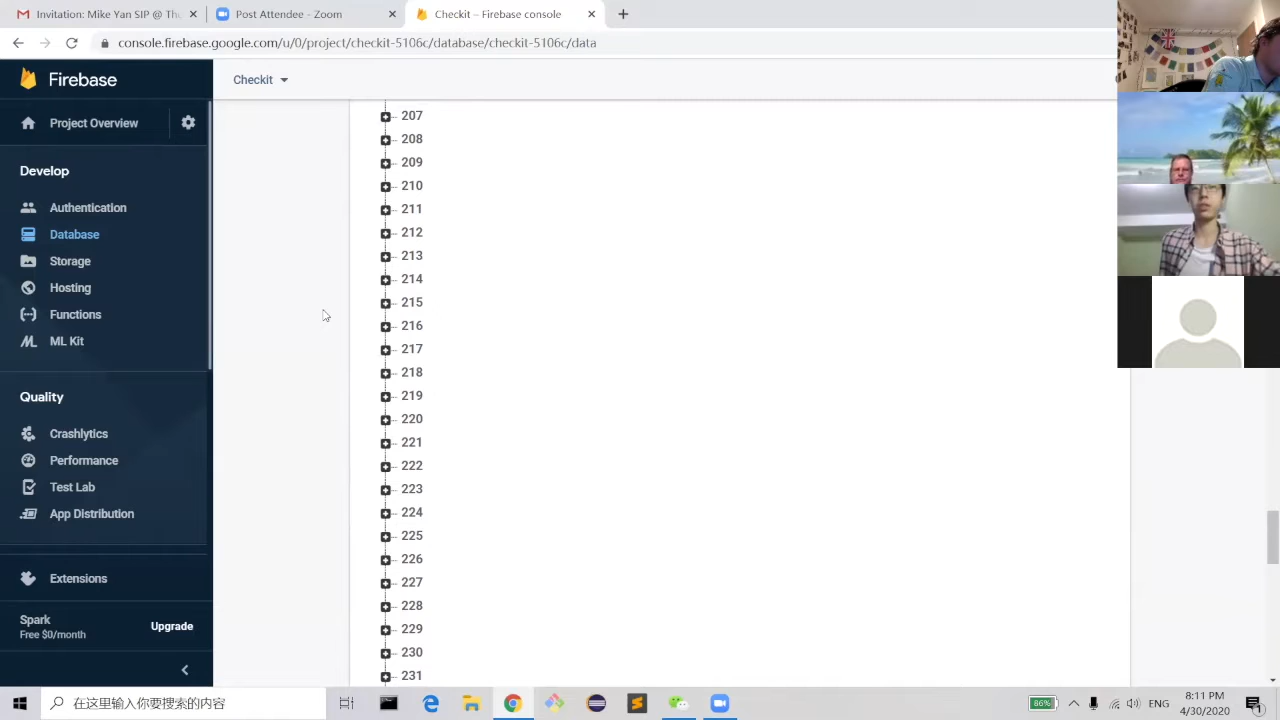 Invitation: Mike Yan SIP @ Thu
Post Attendee - Zoom
Checkit – Firebase console
console.firebase.google.com/u/0/project/checkit-5106c/database/checkit-5106c/data
Firebase
Checkit
Project Overview
Develop
Authentication
Database
Storage
Hosting
Functions
ML Kit
Quality
Crashlytics
Performance
Test Lab
App Distribution
Extensions
Spark
Free $0/month
Upgrade
207
208
209
210
211
212
213
214
215
216
217
218
219
220
221
222
223
224
225
226
227
228
229
230
231
在这里输入你要搜索的内容
86%
8:11 PM
4/30/2020